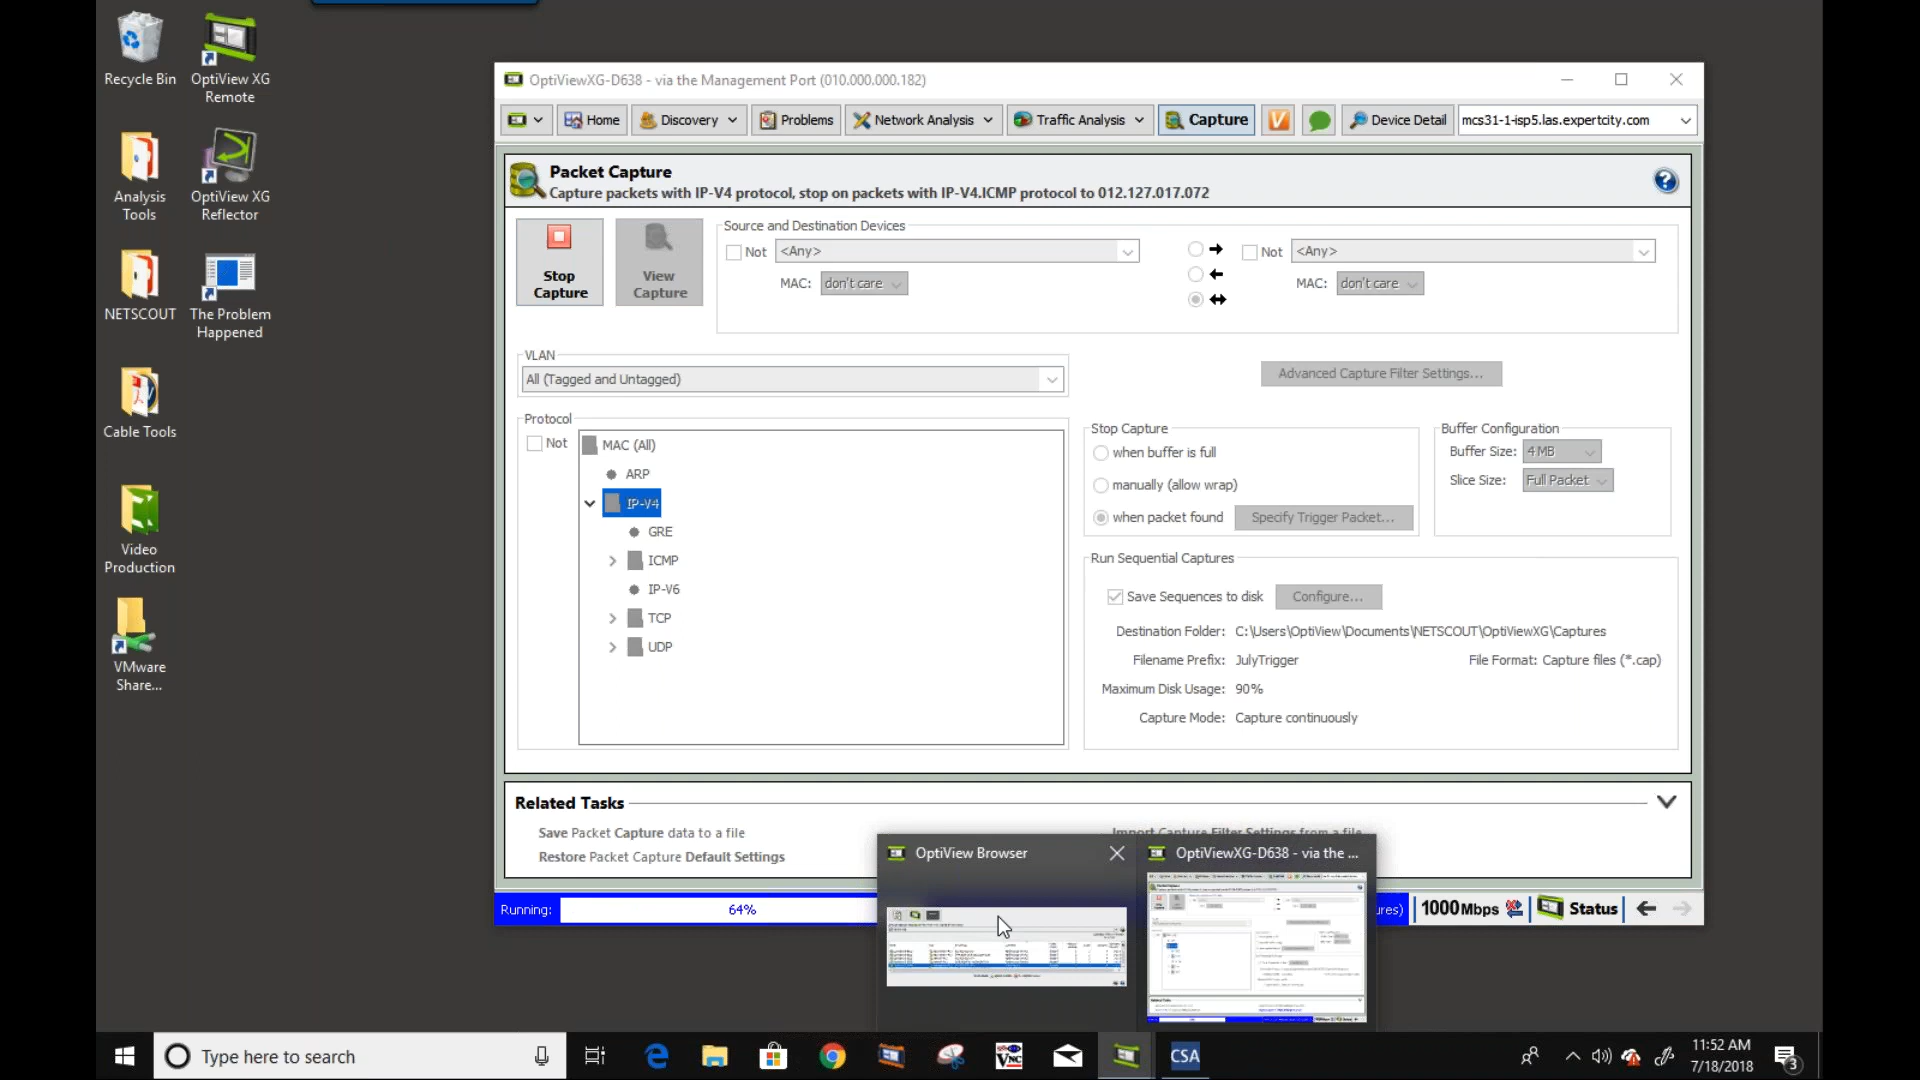 Recycle Bin
OptiView XG
Remote
Analysis
Tools
OptiView XG
Reflector
NETSCOUT
The Problem
Happened
Cable Tools
Video
Production
VMware
Share...
OptiViewXG-D638 - via the Management Port (010.000.000.182)
Home
Discovery
Problems
Network Analysis
Traffic Analysis
Capture
Device Detail
mcs31-1-isp5.las.expertcity.com
Packet Capture
Capture packets with IP-V4 protocol, stop on packets with IP-V4.ICMP protocol to 012.127.017.072
Stop
Capture
View
Capture
Source and Destination Devices
Not
<Any>
MAC: don't care
Not
<Any>
MAC: don't care
VLAN
All (Tagged and Untagged)
Advanced Capture Filter Settings...
Protocol
Not
MAC (All)
ARP
IP-V4
GRE
ICMP
IP-V6
TCP
UDP
Stop Capture
when buffer is full
manually (allow wrap)
when packet found
Specify Trigger Packet...
Buffer Configuration
Buffer Size: 4 MB
Slice Size: Full Packet
Run Sequential Captures
Save Sequences to disk
Configure...
Destination Folder: C:\Users\OptiView\Documents\NETSCOUT\OptiViewXG\Captures
Filename Prefix: JulyTrigger
File Format: Capture files (*.cap)
Maximum Disk Usage: 90%
Capture Mode: Capture continuously
Related Tasks
Save Packet Capture data to a file
Import Capture Filter Settings from a file
Restore Packet Capture Default Settings
OptiView Browser
OptiViewXG-D638 - via the ...
Running:
64%
ures)
1000Mbps
Status
Type here to search
VNC
CSA
11:52 AM
7/18/2018
3